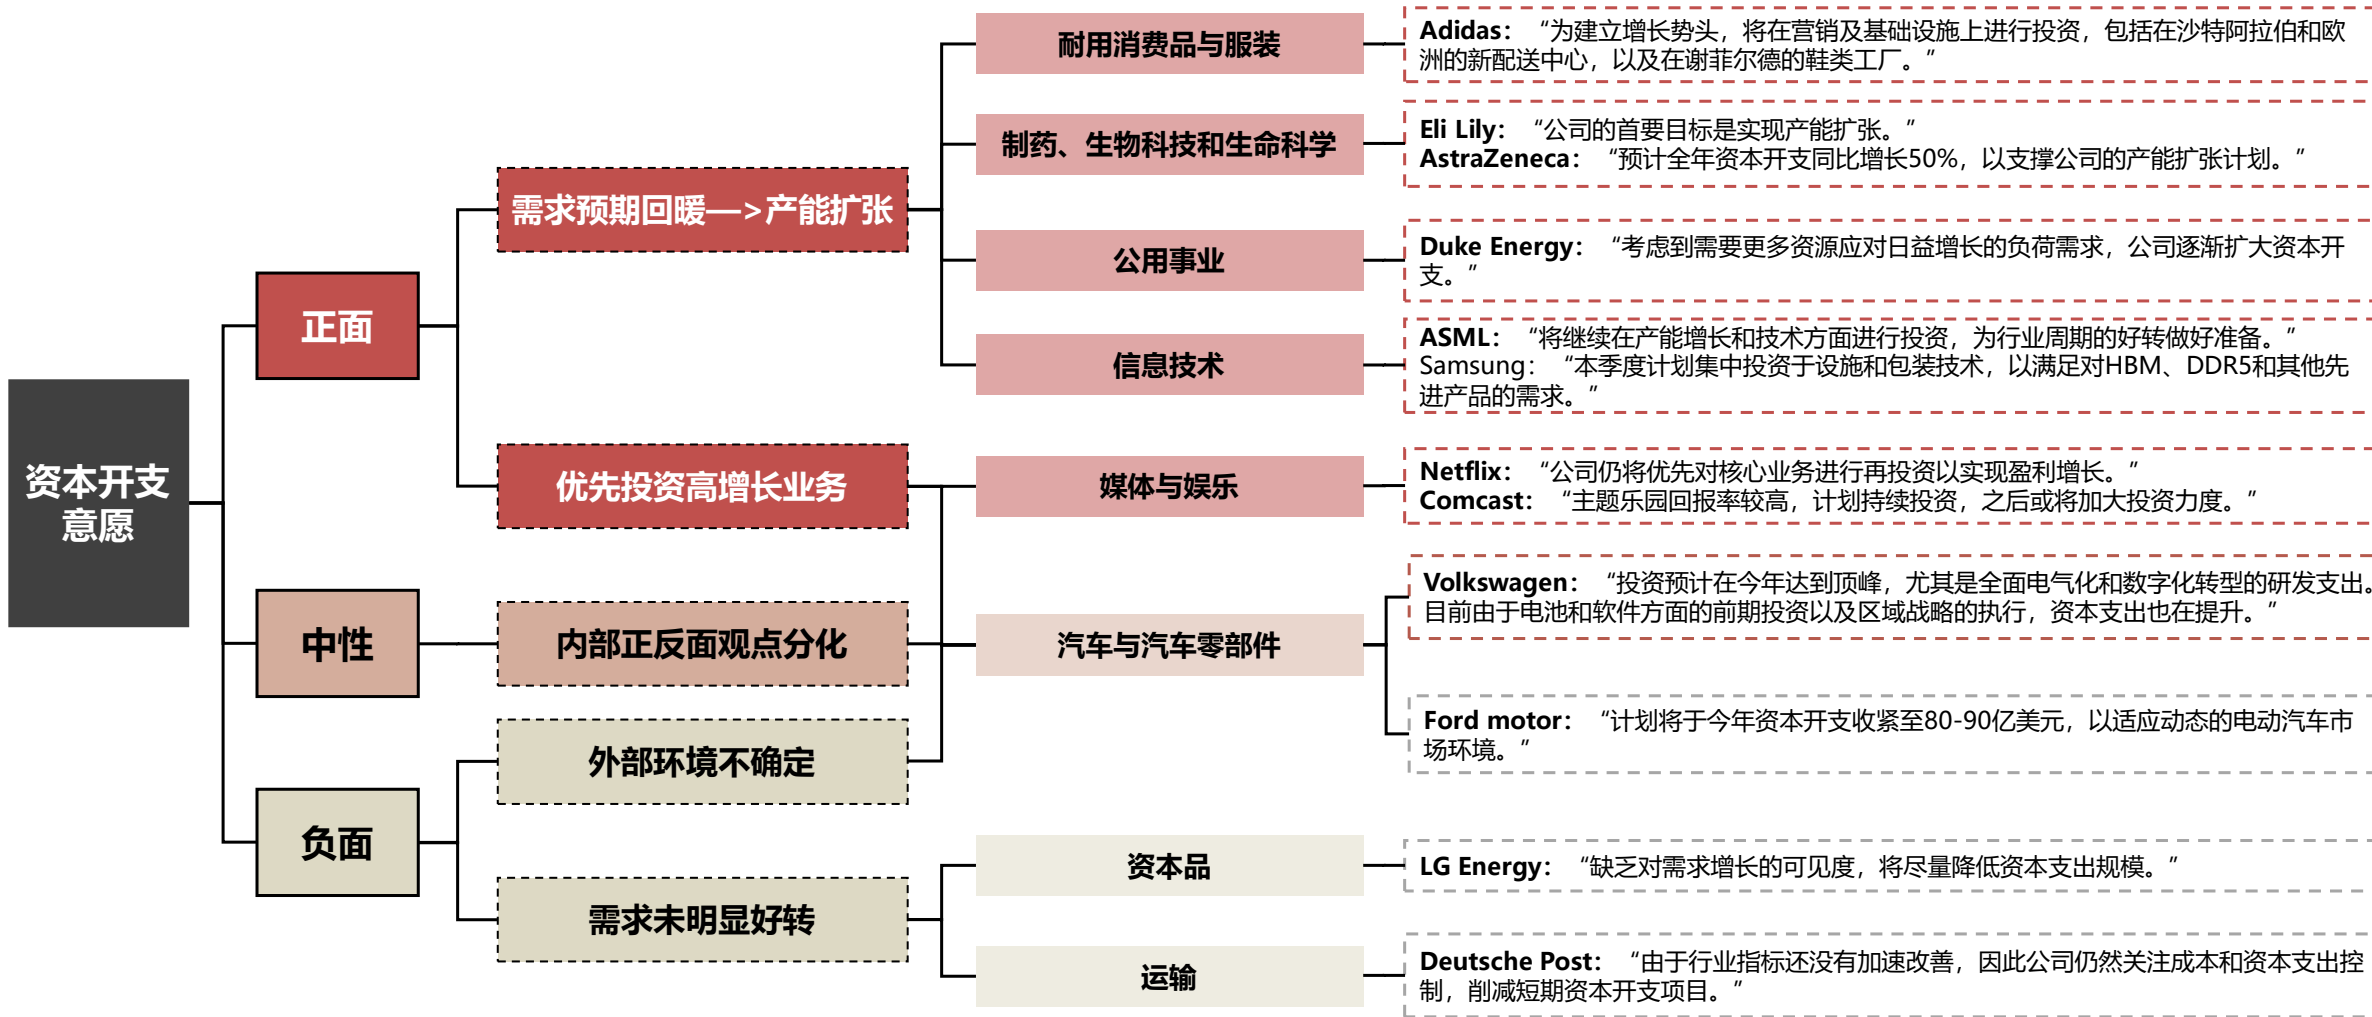 资本开支
意愿
正面
中性
负面
需求预期回暖—>产能扩张
优先投资高增长业务
内部正反面观点分化
外部环境不确定
需求未明显好转
耐用消费品与服装
制药、生物科技和生命科学
公用事业
信息技术
媒体与娱乐
汽车与汽车零部件
资本品
运输
Adidas：“为建立增长势头，将在营销及基础设施上进行投资，包括在沙特阿拉伯和欧
洲的新配送中心，以及在谢菲尔德的鞋类工厂。”
Eli Lily：“公司的首要目标是实现产能扩张。”
AstraZeneca：“预计全年资本开支同比增长50%，以支撑公司的产能扩张计划。”
Duke Energy：“考虑到需要更多资源应对日益增长的负荷需求，公司逐渐扩大资本开
支。”
ASML：“将继续在产能增长和技术方面进行投资，为行业周期的好转做好准备。”
Samsung：“本季度计划集中投资于设施和包装技术，以满足对HBM、DDR5和其他先
进产品的需求。”
Netflix：“公司仍将优先对核心业务进行再投资以实现盈利增长。”
Comcast：“主题乐园回报率较高，计划持续投资，之后或将加大投资力度。”
Volkswagen：“投资预计在今年达到顶峰，尤其是全面电气化和数字化转型的研发支出。
目前由于电池和软件方面的前期投资以及区域战略的执行，资本支出也在提升。”
Ford motor：“计划将于今年资本开支收紧至80-90亿美元，以适应动态的电动汽车市
场环境。”
LG Energy：“缺乏对需求增长的可见度，将尽量降低资本支出规模。”
Deutsche Post：“由于行业指标还没有加速改善，因此公司仍然关注成本和资本支出控
制，削减短期资本开支项目。”